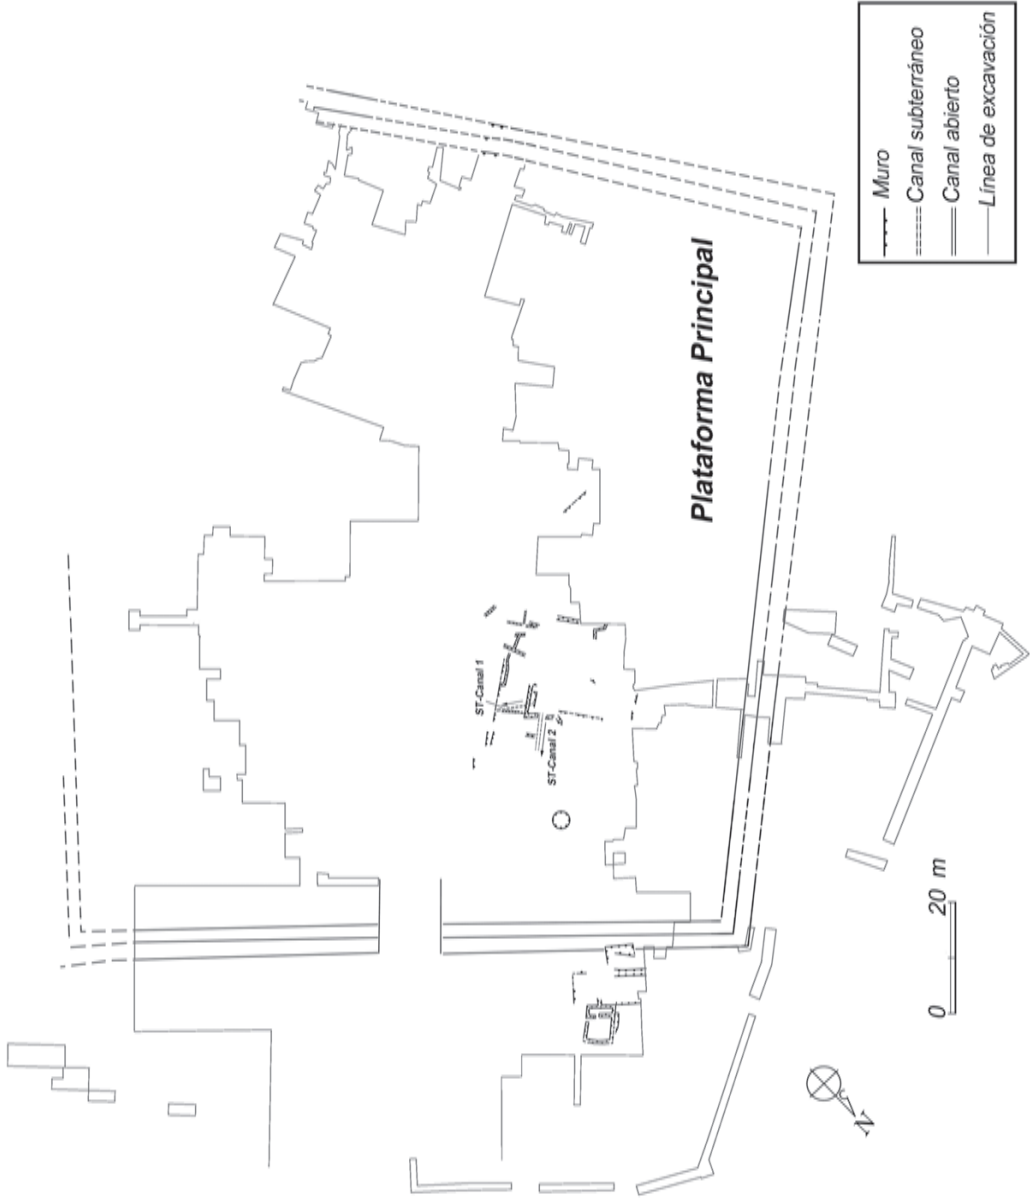 Muro
Canal subterráneo
Canal abierto
Línea de excavación
Plataforma Principal
ST-Canal 1
ST-Canal 2
0 20 m
N